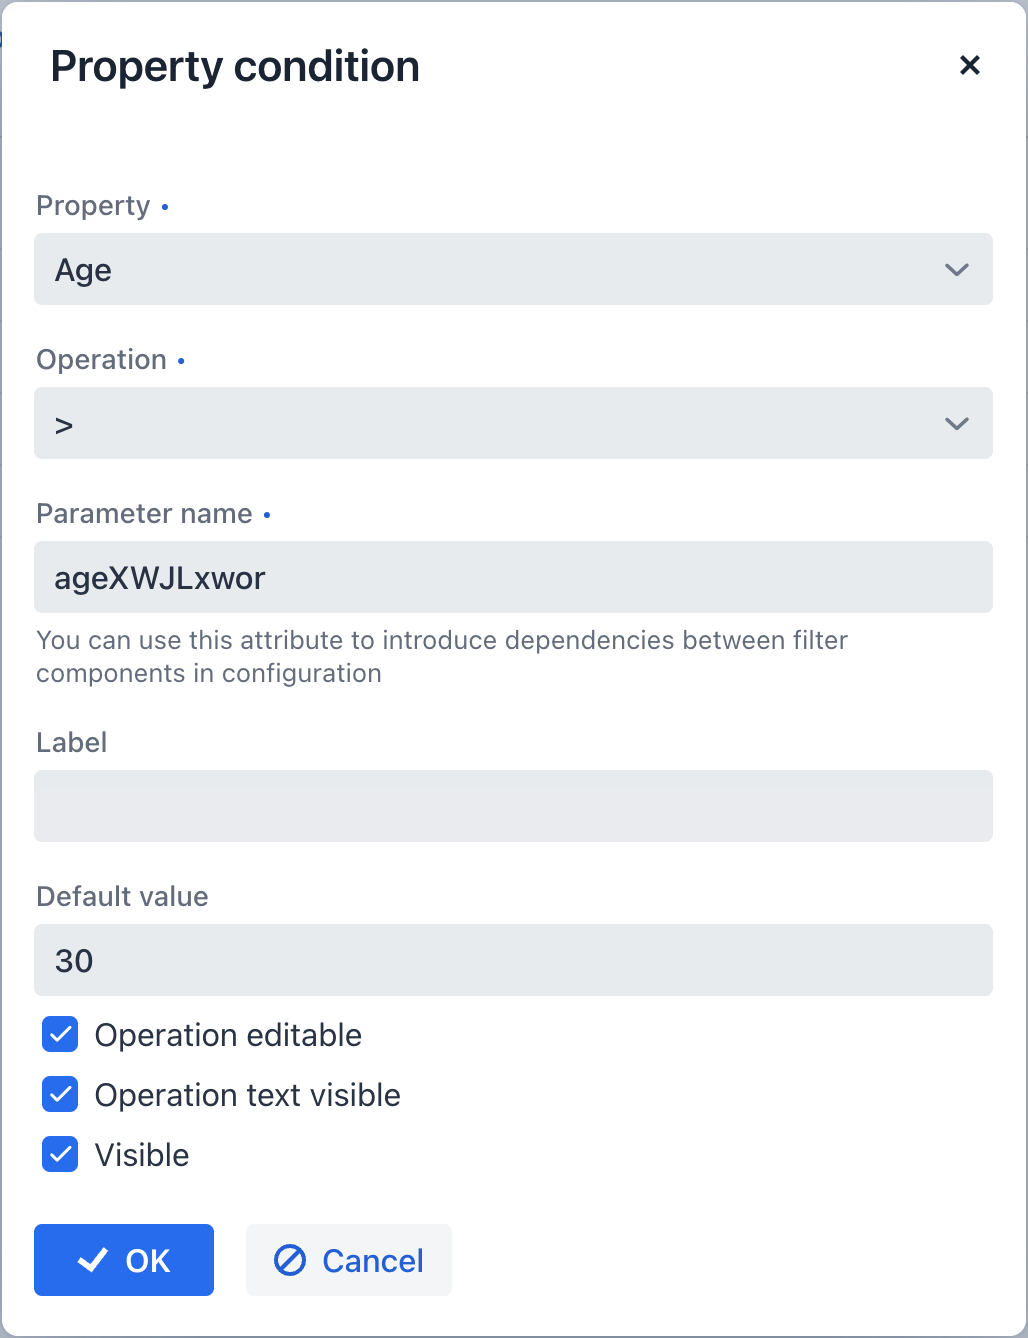 Property condition
Property
Age
Operation
>
Parameter name
ageXWJLxwor
You can use this attribute to introduce dependencies between filter
components in configuration
Label
Default value
30
Operation editable
Operation text visible
Visible
OK
Cancel